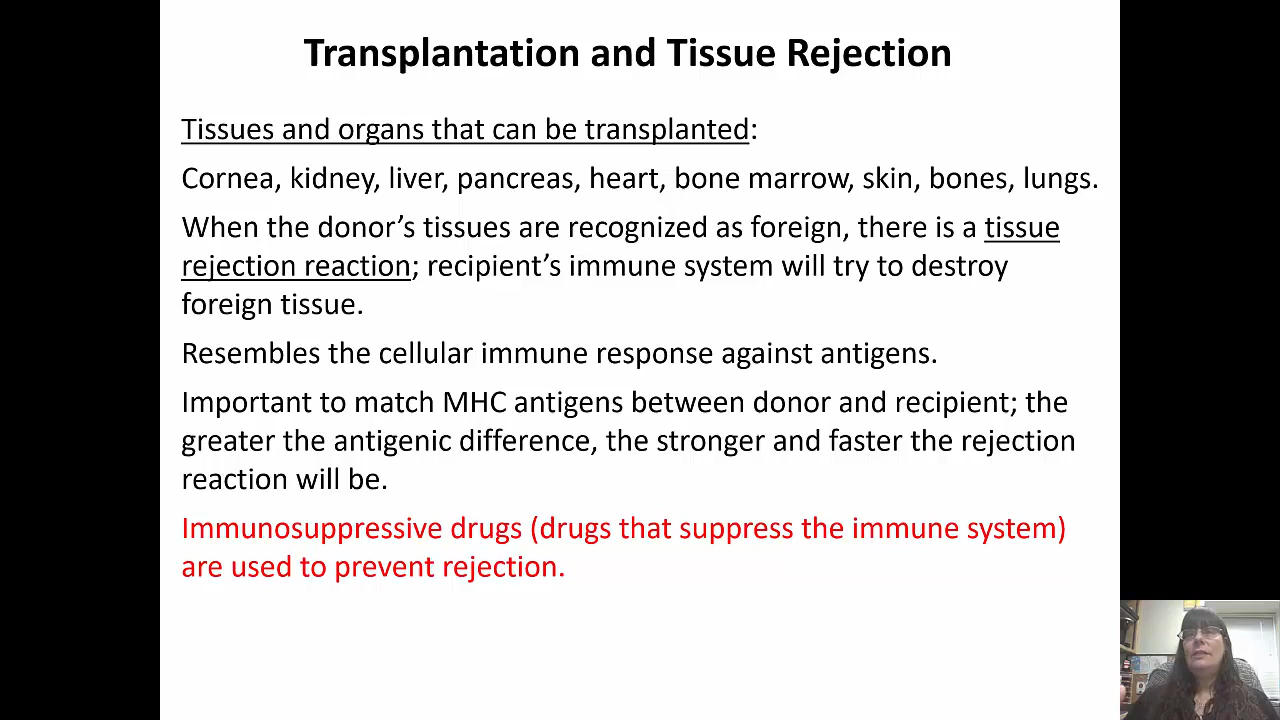 Transplantation and Tissue Rejection
Tissues and organs that can be transplanted:
Cornea, kidney, liver, pancreas, heart, bone marrow, skin, bones, lungs.
When the donor’s tissues are recognized as foreign, there is a tissue
rejection reaction; recipient’s immune system will try to destroy
foreign tissue.
Resembles the cellular immune response against antigens.
Important to match MHC antigens between donor and recipient; the
greater the antigenic difference, the stronger and faster the rejection
reaction will be.
Immunosuppressive drugs (drugs that suppress the immune system)
are used to prevent rejection.